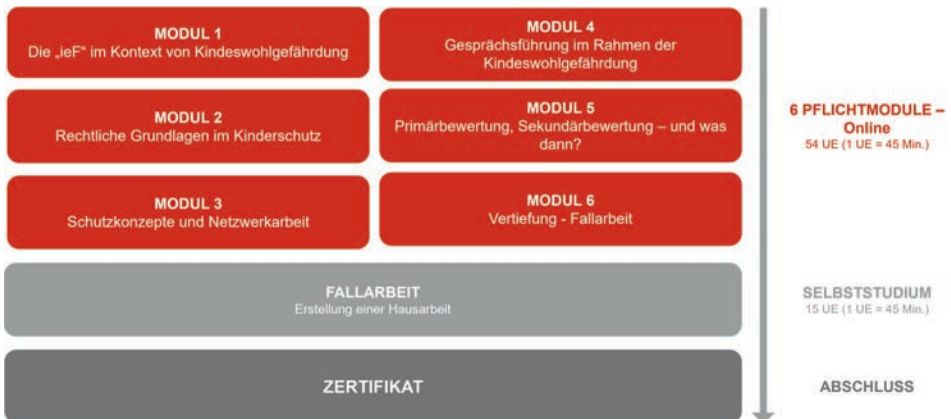 MODUL 1
Die „ieF“ im Kontext von Kindeswohlgefährdung
MODUL 4
Gesprächsführung im Rahmen der
Kindeswohlgefährdung
MODUL 2
Rechtliche Grundlagen im Kinderschutz
MODUL 5
Primärbewertung, Sekundärbewertung – und was
dann?
6 PFLICHTMODULE –
Online
54 UE (1 UE = 45 Min.)
MODUL 3
Schutzkonzepte und Netzwerkarbeit
MODUL 6
Vertiefung - Fallarbeit
FALLARBEIT
Erstellung einer Hausarbeit
SELBSTSTUDIUM
15 UE (1 UE = 45 Min.)
ZERTIFIKAT
ABSCHLUSS